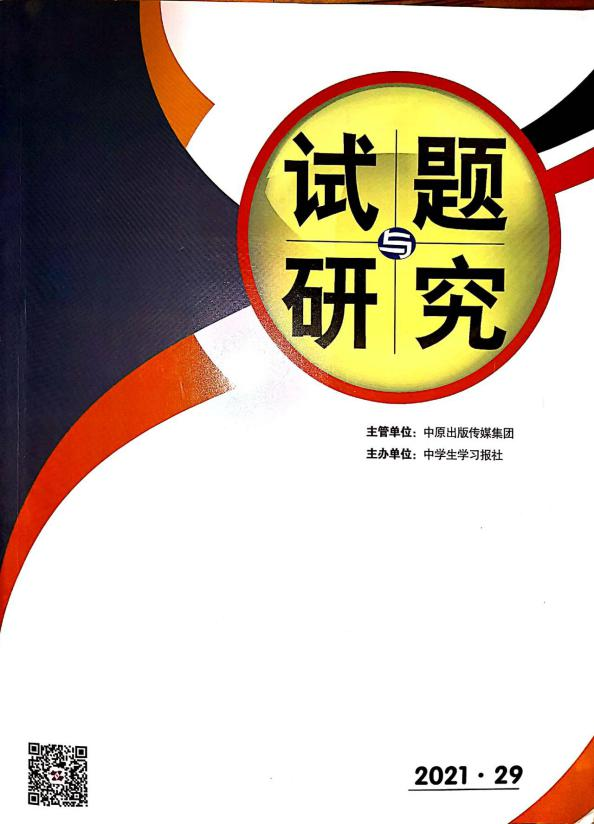 试题
与
研究
主管单位：中原出版传媒集团
主办单位：中学生学习报社
2021·29